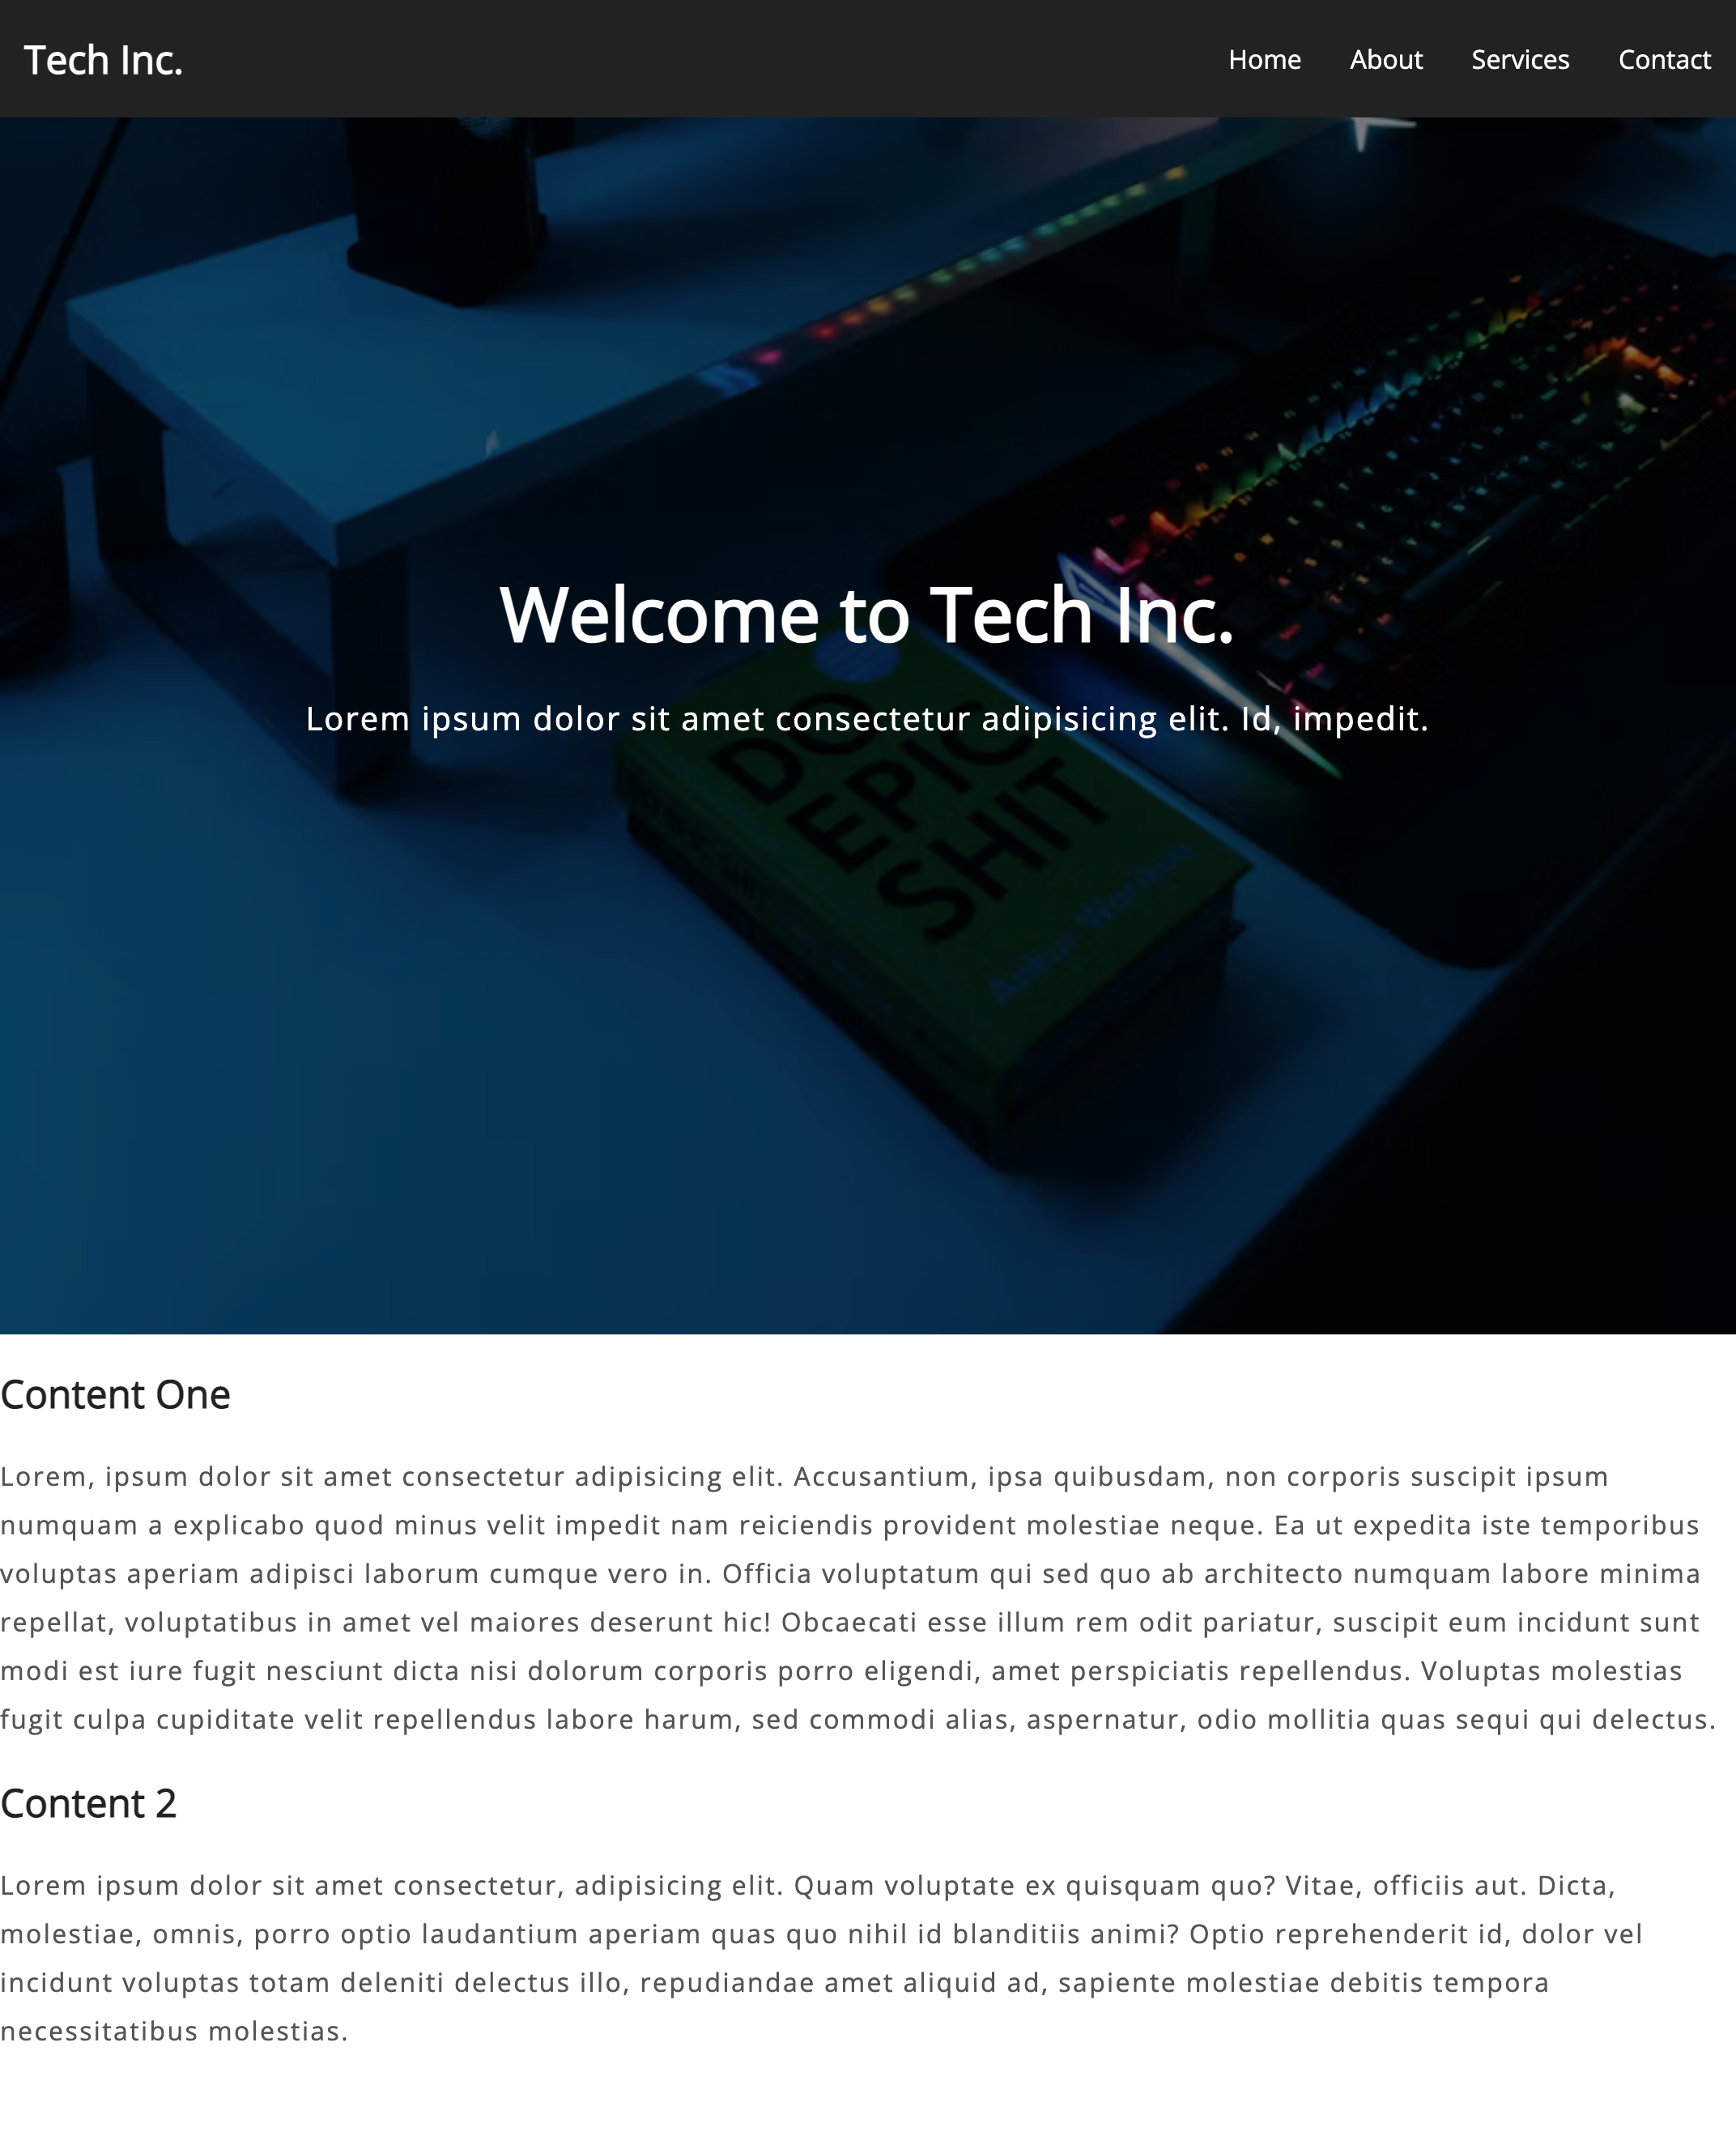 Tech Inc.
Home About Services Contact
Welcome to Tech Inc.
Lorem ipsum dolor sit amet consectetur adipisicing elit. Id, impedit.
DO
EPIC
SHIT
Ankur Warikoo
Content One
Lorem, ipsum dolor sit amet consectetur adipisicing elit. Accusantium, ipsa quibusdam, non corporis suscipit ipsum
numquam a explicabo quod minus velit impedit nam reiciendis provident molestiae neque. Ea ut expedita iste temporibus
voluptas aperiam adipisci laborum cumque vero in. Officia voluptatum qui sed quo ab architecto numquam labore minima
repellat, voluptatibus in amet vel maiores deserunt hic! Obcaecati esse illum rem odit pariatur, suscipit eum incidunt sunt
modi est iure fugit nesciunt dicta nisi dolorum corporis porro eligendi, amet perspiciatis repellendus. Voluptas molestias
fugit culpa cupiditate velit repellendus labore harum, sed commodi alias, aspernatur, odio mollitia quas sequi qui delectus.
Content 2
Lorem ipsum dolor sit amet consectetur, adipisicing elit. Quam voluptate ex quisquam quo? Vitae, officiis aut. Dicta,
molestiae, omnis, porro optio laudantium aperiam quas quo nihil id blanditiis animi? Optio reprehenderit id, dolor vel
incidunt voluptas totam deleniti delectus illo, repudiandae amet aliquid ad, sapiente molestiae debitis tempora
necessitatibus molestias.